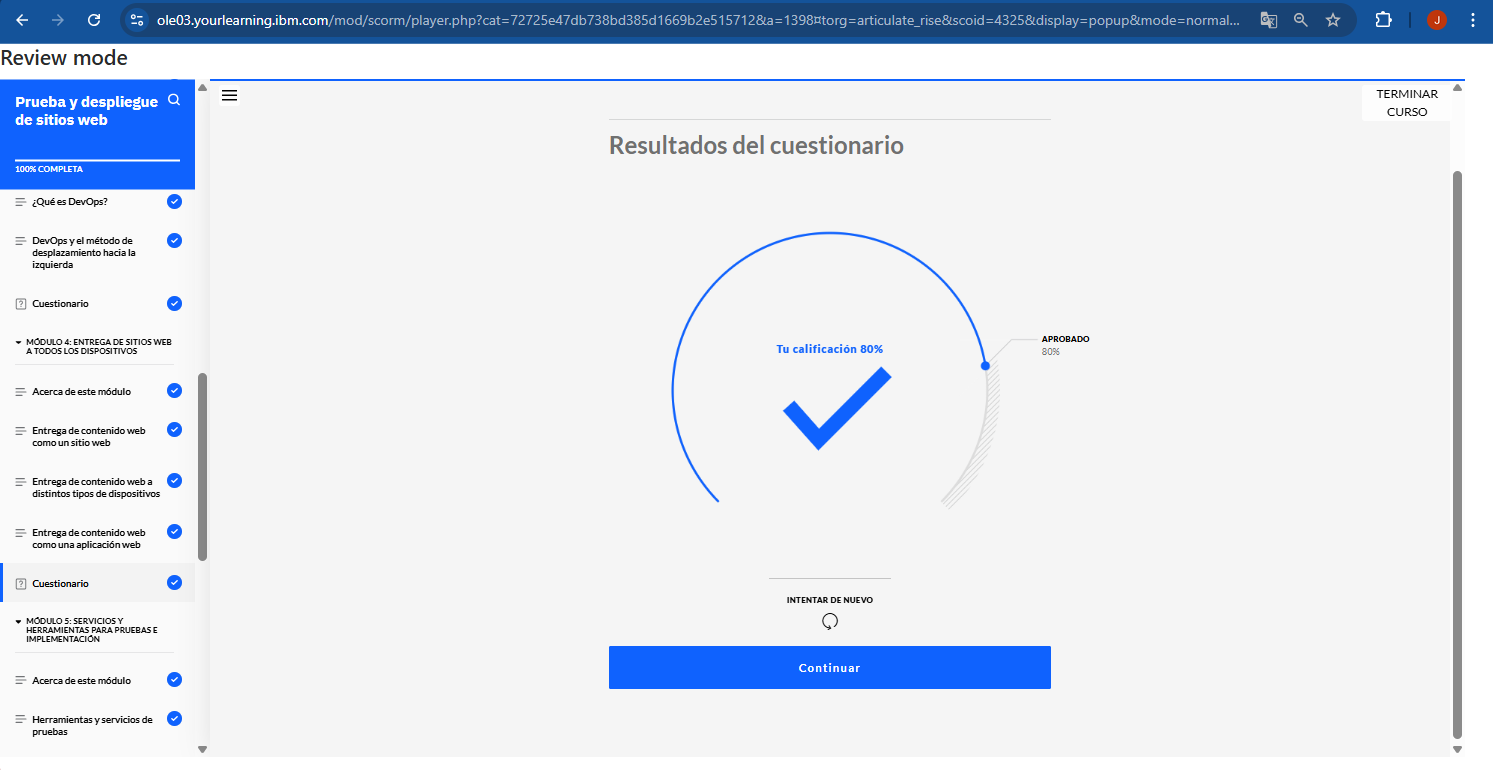 ole03.yourlearning.ibm.com/mod/scorm/player.php?cat=72725e47db738bd385d1669b2e515712&a=1398#torg=articulate_rise&scoid=4325&display=popup&mode=normal...
J
Review mode
Prueba y despliegue
de sitios web
100% COMPLETA
¿Qué es DevOps?
DevOps y el método de
desplazamiento hacia la
izquierda
Cuestionario
MÓDULO 4: ENTREGA DE SITIOS WEB
A TODOS LOS DISPOSITIVOS
Acerca de este módulo
Entrega de contenido web
como un sitio web
Entrega de contenido web a
distintos tipos de dispositivos
Entrega de contenido web
como una aplicación web
Cuestionario
MÓDULO 5: SERVICIOS Y
HERRAMIENTAS PARA PRUEBAS E
IMPLEMENTACIÓN
Acerca de este módulo
Herramientas y servicios de
pruebas
TERMINAR
CURSO
Resultados del cuestionario
Tu calificación 80%
APROBADO
80%
INTENTAR DE NUEVO
Continuar